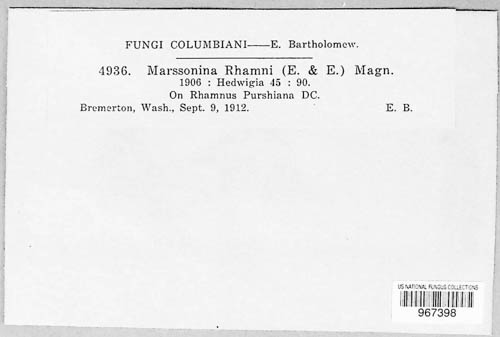 FUNGI COLUMBIANI——E. Bartholomew.
4936. Marssonina Rhamni (E. & E.) Magn.
1906 : Hedwigia 45 : 90.
On Rhamnus Purshiana DC.
Bremerton, Wash., Sept. 9, 1912. E. B.
US NATIONAL FUNGUS COLLECTIONS
967398